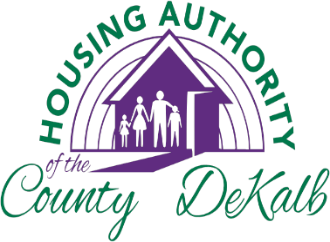 HOUSING AUTHORITY
of the
County DeKalb